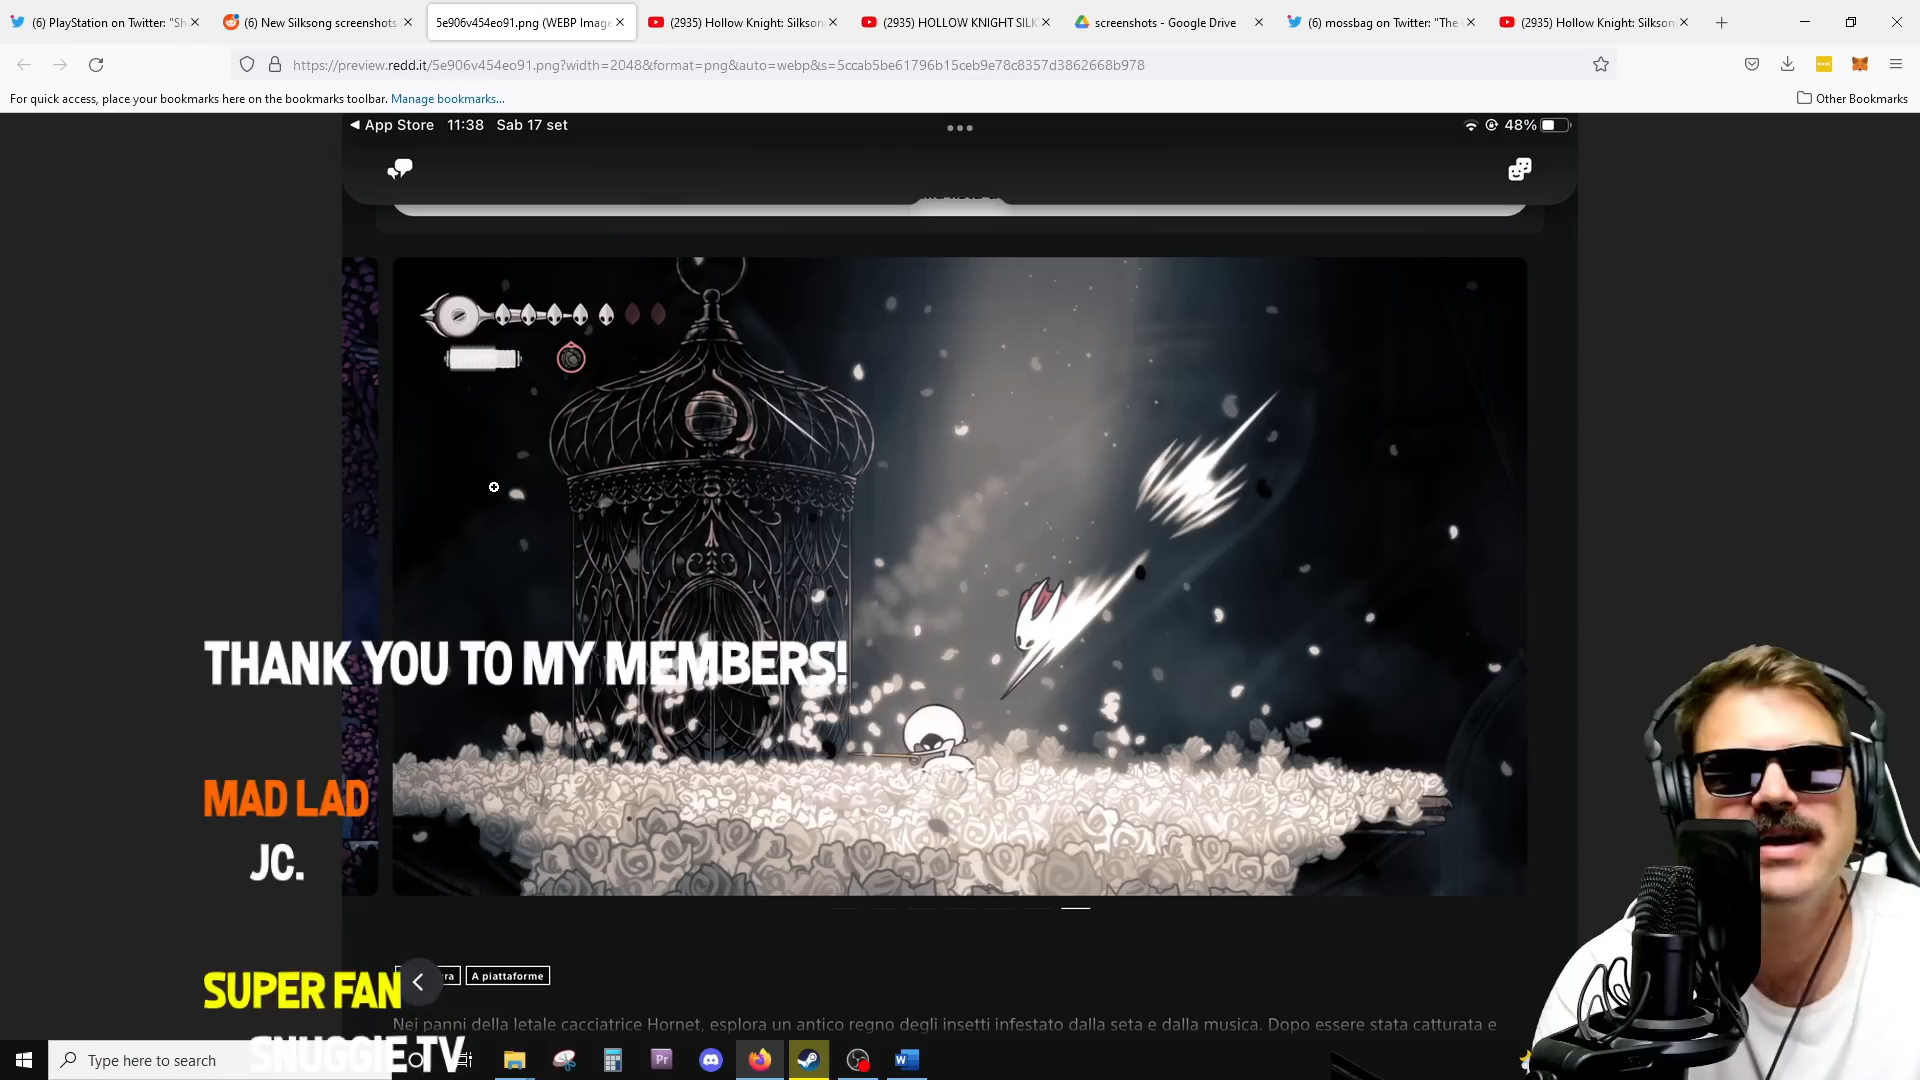 (6) PlayStation on Twitter: "Sh
(6) New Silksong screenshots
5e906v454eo91.png (WEBP Image
(2935) Hollow Knight: Silkson
(2935) HOLLOW KNIGHT SILK
screenshots - Google Drive
(6) mossbag on Twitter: "The
(2935) Hollow Knight: Silkson
https://preview.redd.it/5e906v454eo91.png?width=2048&format=png&auto=webp&s=5ccab5be61796b15ceb9e78c8357d3862668b978
For quick access, place your bookmarks here on the bookmarks toolbar. Manage bookmarks...
Other Bookmarks
App Store 11:38 Sab 17 set
48%
THANK YOU TO MY MEMBERS!
MAD LAD
JC.
SUPER FAN
A piattaforme
Nei panni della letale cacciatrice Hornet, esplora un antico regno degli insetti infestato dalla seta e dalla musica. Dopo essere stata catturata e
SNUGGIE TV
Type here to search
Pr